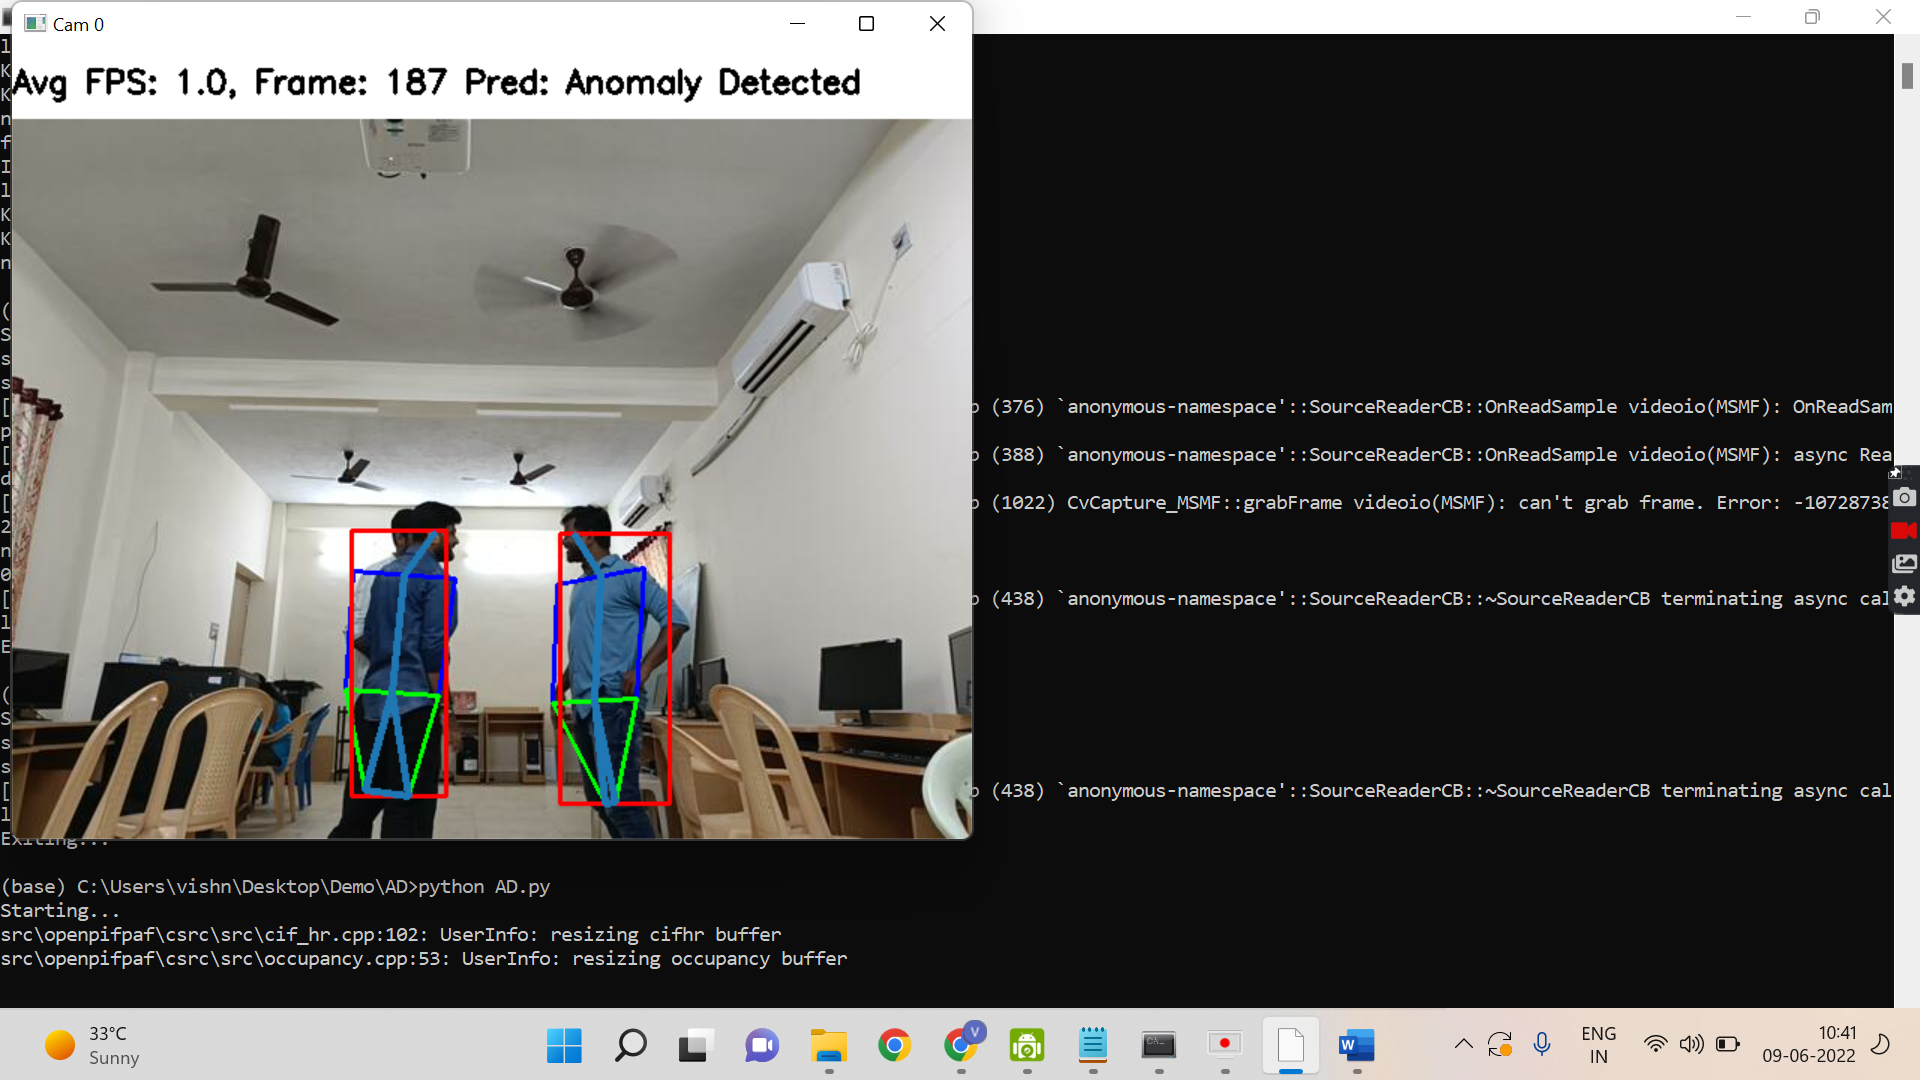 Cam 0
Avg FPS: 1.0, Frame: 187 Pred: Anomaly Detected
(376) `anonymous-namespace'::SourceReaderCB::OnReadSample videoio(MSMF): OnReadSam
(388) `anonymous-namespace'::SourceReaderCB::OnReadSample videoio(MSMF): async Rea
(1022) CvCapture_MSMF::grabFrame videoio(MSMF): can't grab frame. Error: -10728738
(438) `anonymous-namespace'::SourceReaderCB::~SourceReaderCB terminating async cal
(438) `anonymous-namespace'::SourceReaderCB::~SourceReaderCB terminating async cal
Exiting...
(base) C:\Users\vishn\Desktop\Demo\AD>python AD.py
Starting...
src\openpifpaf\csrc\src\cif_hr.cpp:102: UserInfo: resizing cifhr buffer
src\openpifpaf\csrc\src\occupancy.cpp:53: UserInfo: resizing occupancy buffer
33°C
Sunny
V
C:\
W
ENG
IN
10:41
09-06-2022